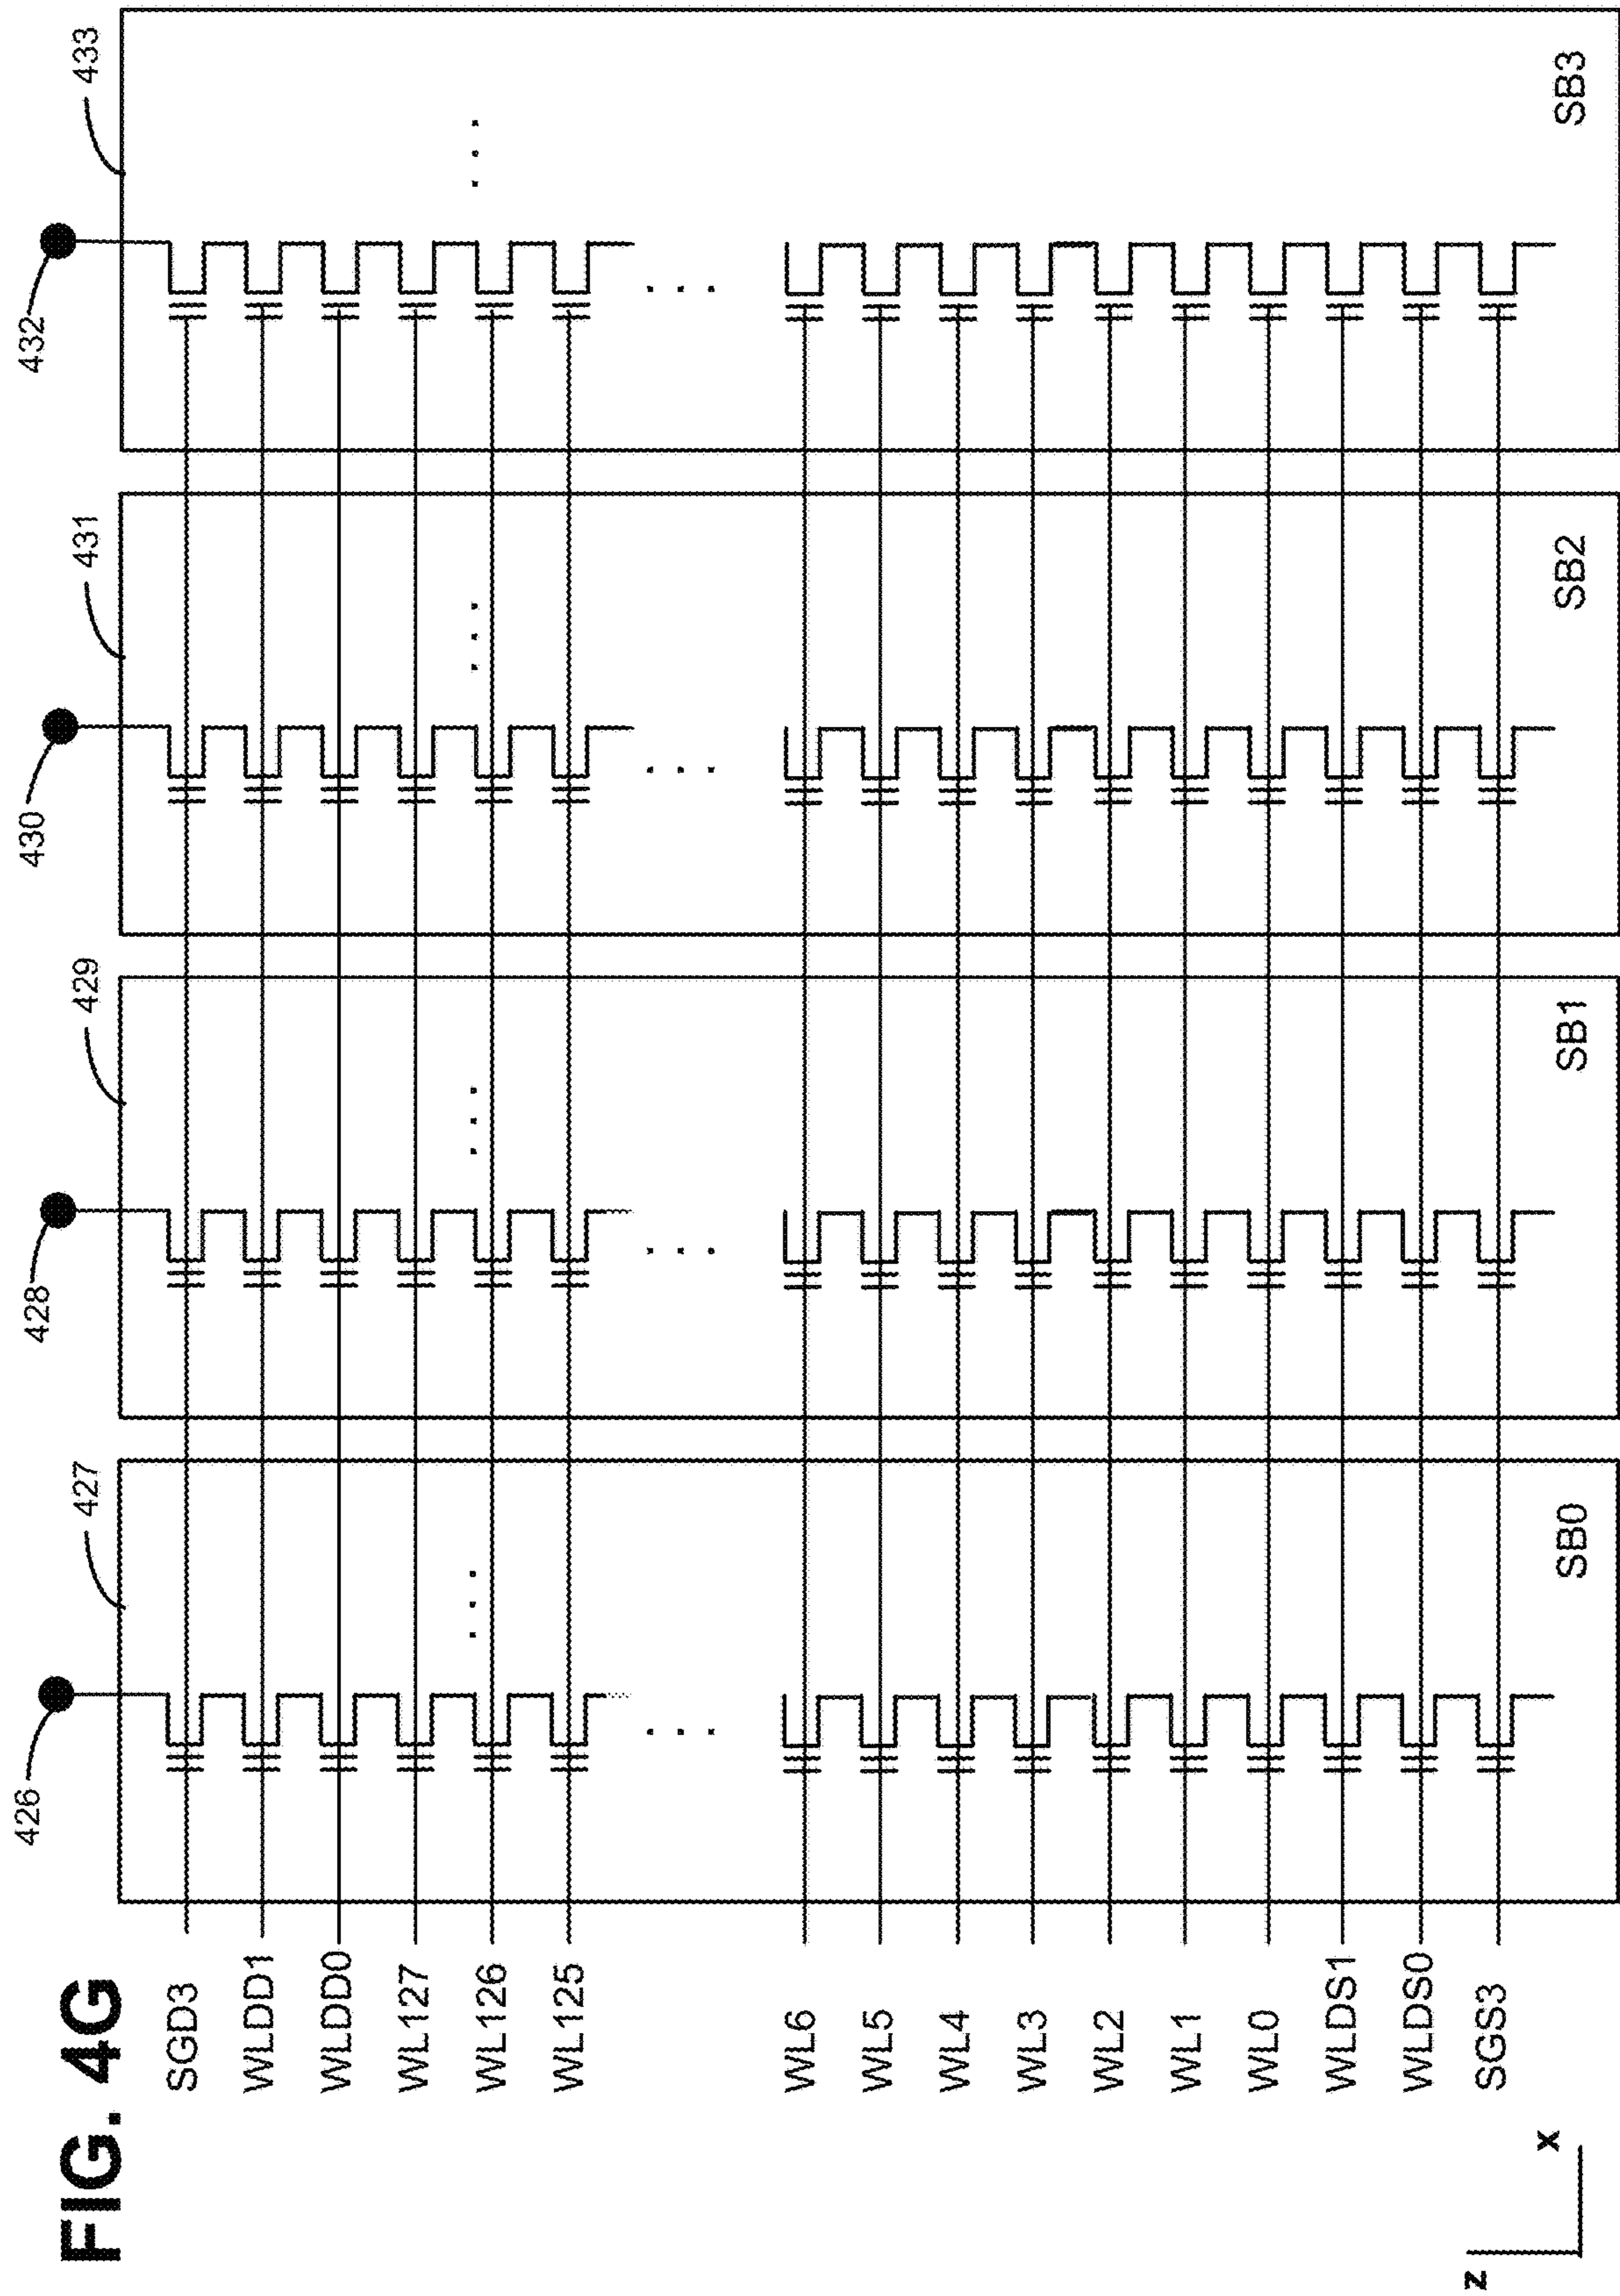 FIG. 4G
426
427
428
429
430
431
432
433
SGD3
WLDD1
WLDD0
WL127
WL126
WL125
. . .
WL6
WL5
WL4
WL3
WL2
WL1
WL0
WLDS1
WLDS0
SGS3
SB0
SB1
SB2
SB3
z
x